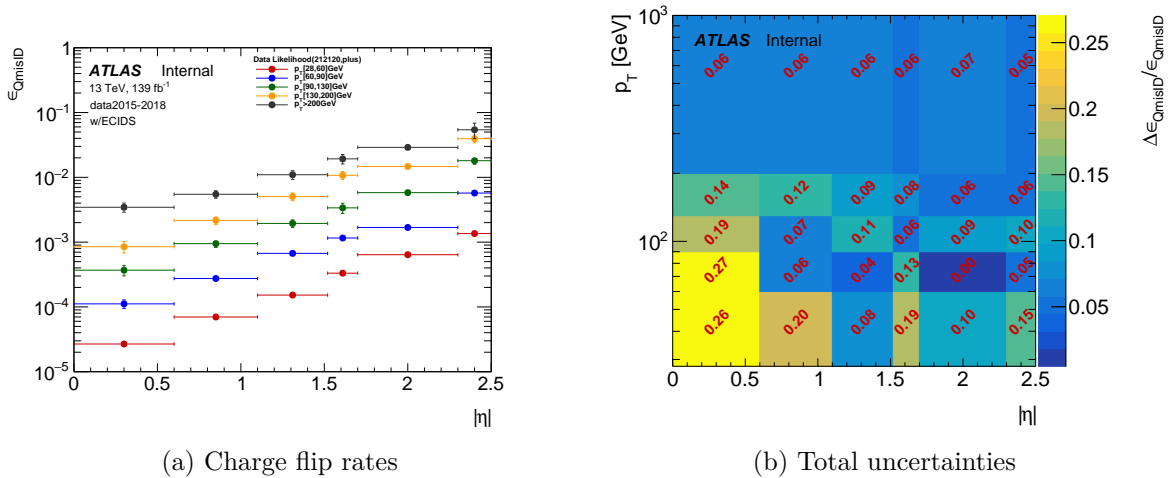 ε_QmisID
1
10⁻¹
10⁻²
10⁻³
10⁻⁴
10⁻⁵
ATLAS Internal
13 TeV, 139 fb⁻¹
data2015-2018
w/ECIDS
Data Likelihood(212120,plus)
p_T[28,60]GeV
p_T[60,90]GeV
p_T[90,130]GeV
p_T[130,200]GeV
p_T>200GeV
0 0.5 1 1.5 2 2.5
|η|
(a) Charge flip rates
p_T [GeV]
10³
10²
ATLAS Internal
0.06 0.06 0.06 0.06 0.07 0.05
0.14 0.12 0.09 0.08 0.06 0.06
0.19 0.07 0.11 0.06 0.09 0.10
0.27 0.06 0.04 0.13 0.00 0.05
0.26 0.20 0.08 0.19 0.10 0.15
0 0.5 1 1.5 2 2.5
|η|
0.25
0.2
0.15
0.1
0.05
Δε_QmisID/ε_QmisID
(b) Total uncertainties